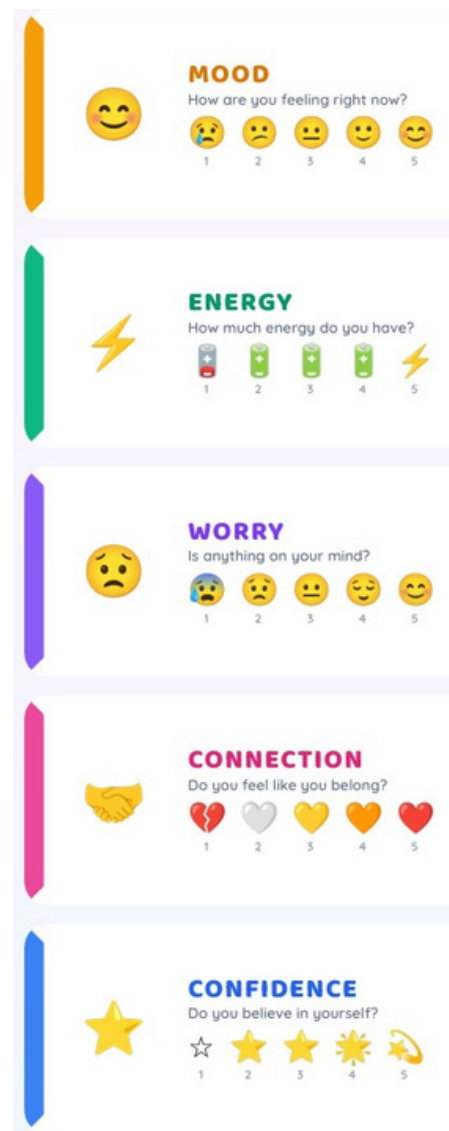 MOOD
How are you feeling right now?
1 2 3 4 5
ENERGY
How much energy do you have?
1 2 3 4 5
WORRY
Is anything on your mind?
1 2 3 4 5
CONNECTION
Do you feel like you belong?
1 2 3 4 5
CONFIDENCE
Do you believe in yourself?
1 2 3 4 5